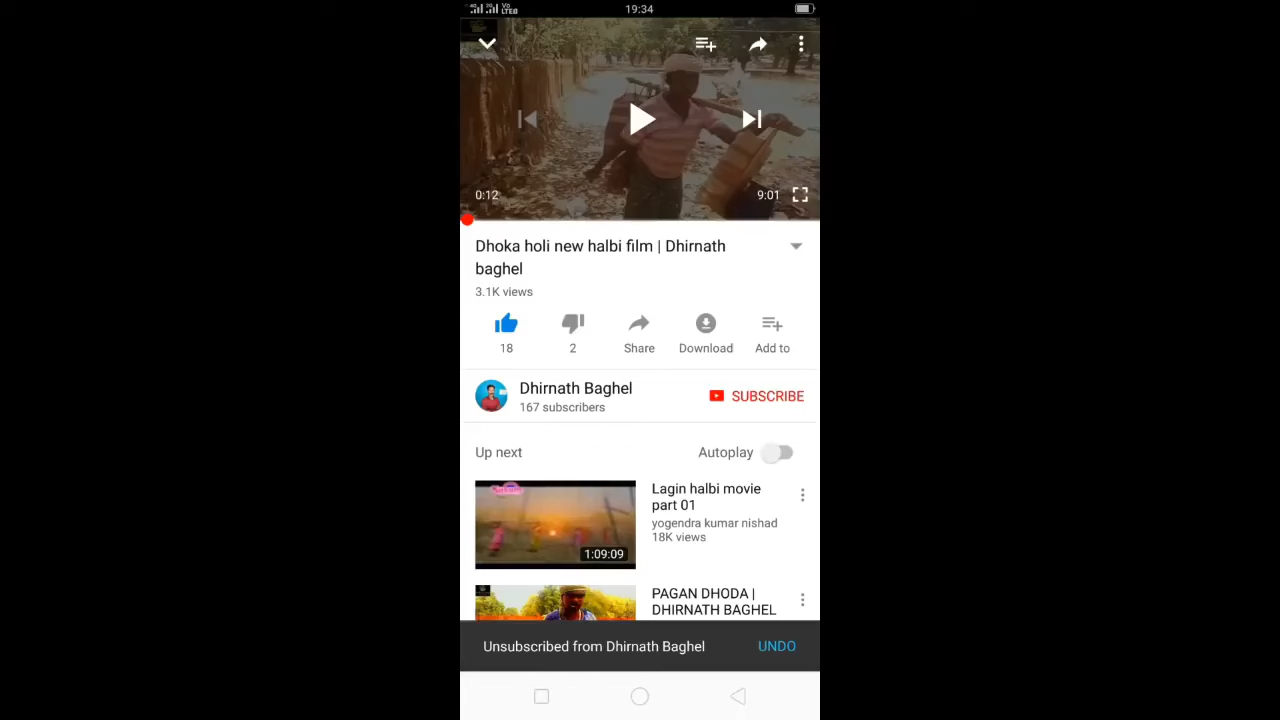 Vo
LTE
19:34
0:12
9:01
Dhoka holi new halbi film | Dhirnath
baghel
3.1K views
18
2
Share
Download
Add to
Dhirnath Baghel
167 subscribers
SUBSCRIBE
Up next
Autoplay
Lagin halbi movie
part 01
yogendra kumar nishad
18K views
1:09:09
PAGAN DHODA |
DHIRNATH BAGHEL
Unsubscribed from Dhirnath Baghel
UNDO